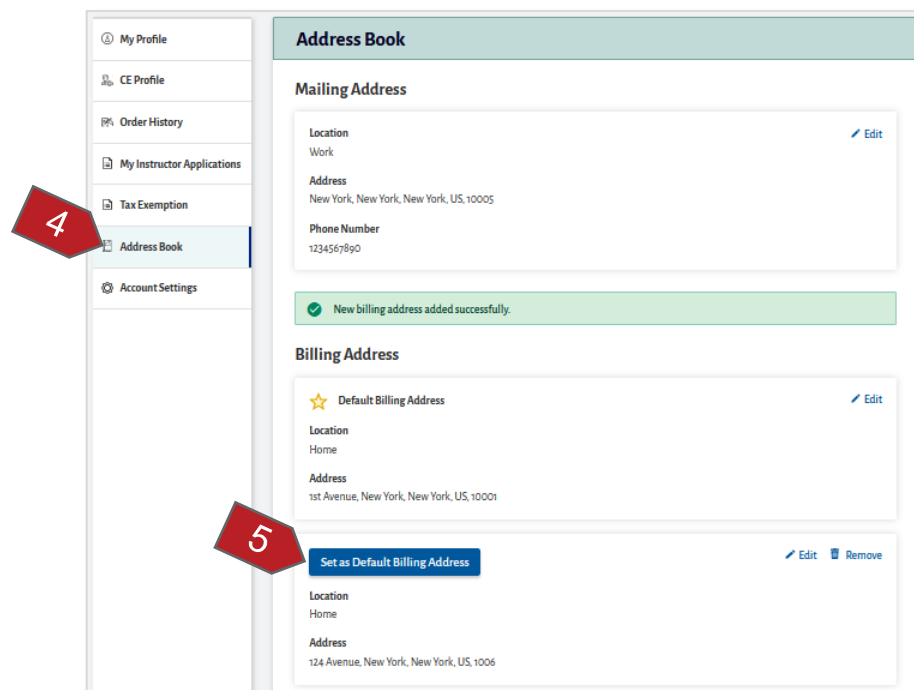 My Profile
CE Profile
Order History
My Instructor Applications
Tax Exemption
4
Address Book
Account Settings
Address Book
Mailing Address
Location
Edit
Work
Address
New York, New York, New York, US, 10005
Phone Number
1234567890
New billing address added successfully.
Billing Address
Default Billing Address
Edit
Location
Home
Address
1st Avenue, New York, New York, US, 10001
5
Set as Default Billing Address
Edit
Remove
Location
Home
Address
124 Avenue, New York, New York, US, 1006